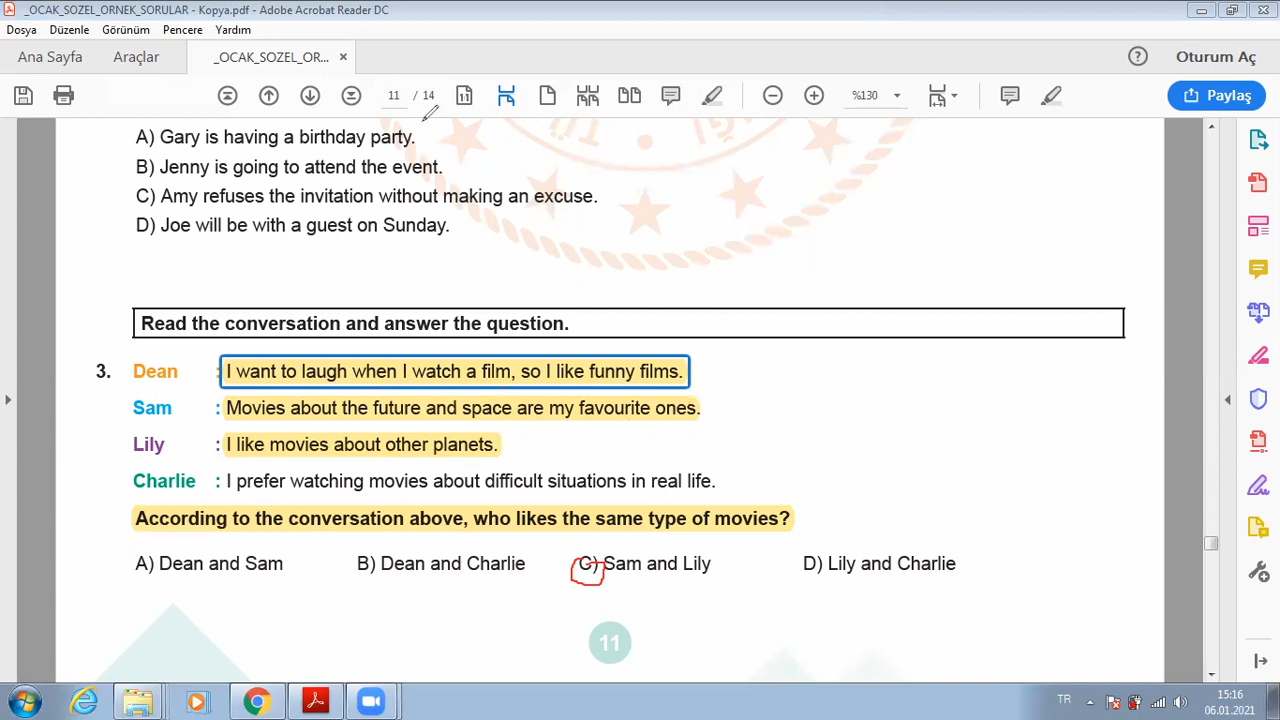 _OCAK_SOZEL_ORNEK_SORULAR - Kopya.pdf - Adobe Acrobat Reader DC
Dosya Düzenle Görünüm Pencere Yardım
Ana Sayfa Araçlar _OCAK_SOZEL_OR... × Oturum Aç
11 / 14 %130 Paylaş
A) Gary is having a birthday party.
B) Jenny is going to attend the event.
C) Amy refuses the invitation without making an excuse.
D) Joe will be with a guest on Sunday.
Read the conversation and answer the question.
3. Dean : I want to laugh when I watch a film, so I like funny films.
Sam : Movies about the future and space are my favourite ones.
Lily : I like movies about other planets.
Charlie : I prefer watching movies about difficult situations in real life.
According to the conversation above, who likes the same type of movies?
A) Dean and Sam B) Dean and Charlie C) Sam and Lily D) Lily and Charlie
11
TR 15:16
06.01.2021